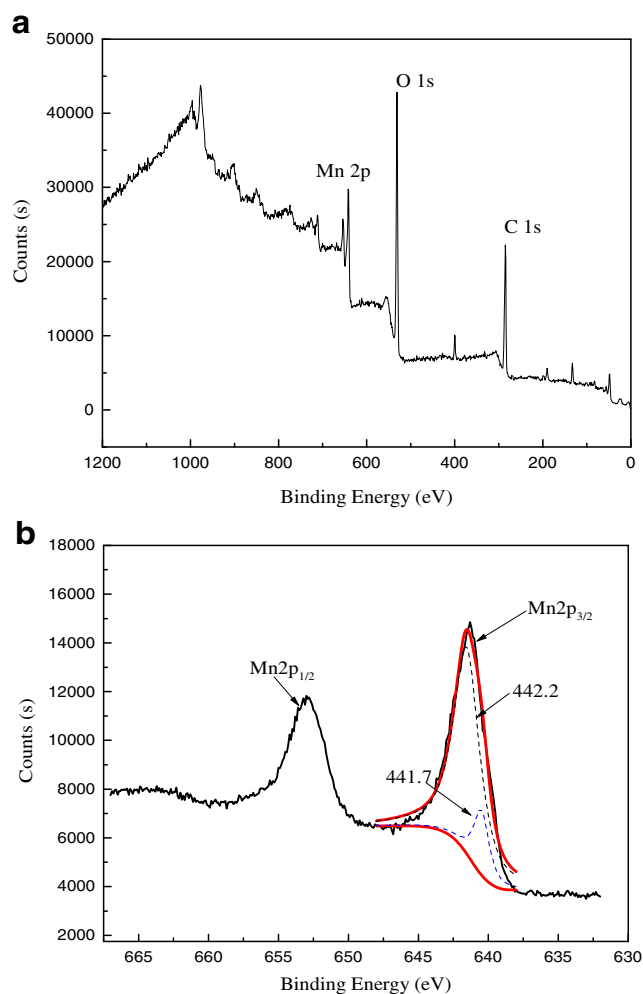 a
50000
40000
30000
20000
10000
0
Counts (s)
O 1s
Mn 2p
C 1s
1200 1000 800 600 400 200 0
Binding Energy (eV)
b
18000
16000
14000
12000
10000
8000
6000
4000
2000
Counts (s)
Mn2p3/2
Mn2p1/2
442.2
441.7
665 660 655 650 645 640 635 630
Binding Energy (eV)